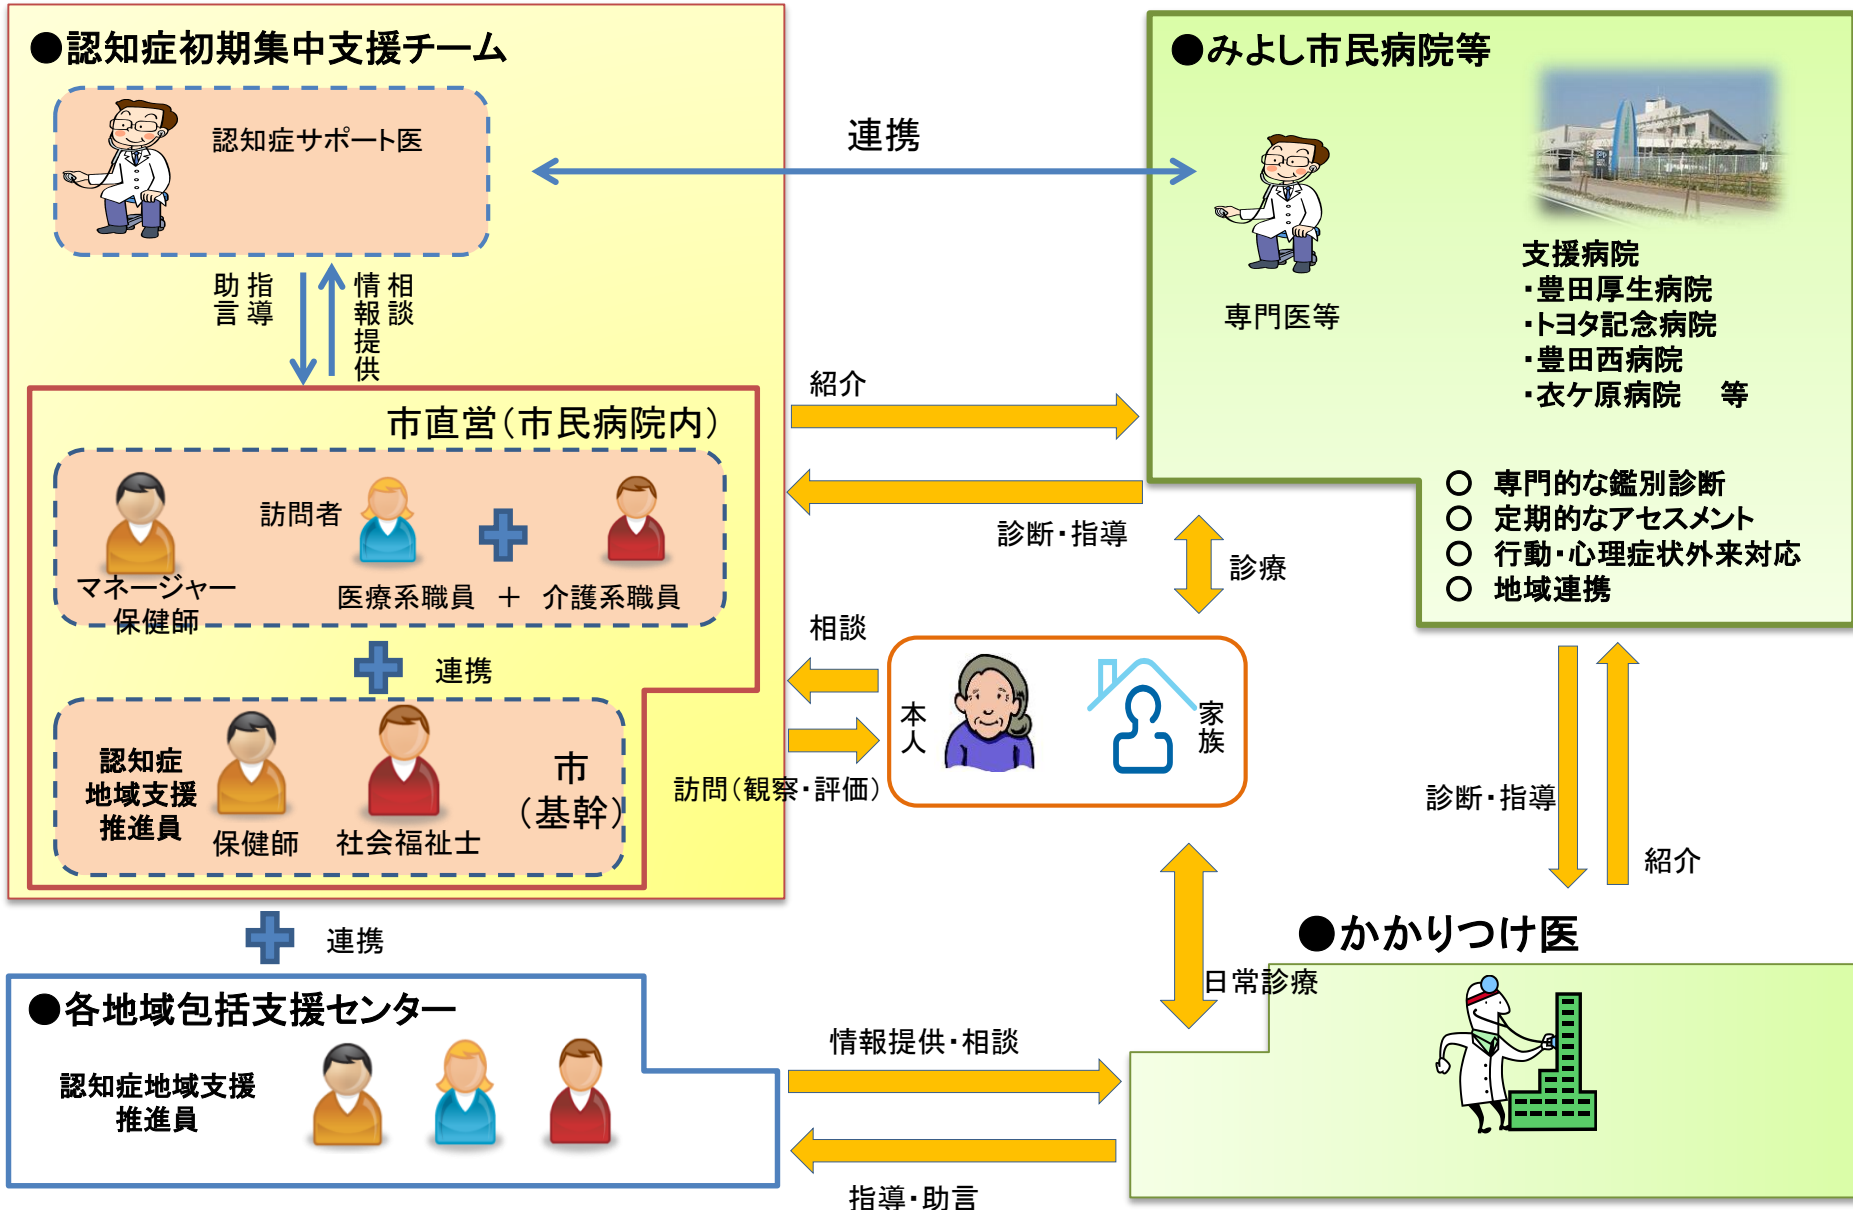 ●認知症初期集中支援チーム
認知症サポート医
指導
助言
相談
情報提供
市直営(市民病院内)
訪問者
マネージャー
保健師
医療系職員 + 介護系職員
連携
認知症
地域支援
推進員
保健師
社会福祉士
市
(基幹)
連携
●各地域包括支援センター
認知症地域支援
推進員
連携
紹介
診断・指導
診療
相談
訪問(観察・評価)
本人
家族
日常診療
情報提供・相談
指導・助言
●みよし市民病院等
専門医等
支援病院
・豊田厚生病院
・トヨタ記念病院
・豊田西病院
・衣ケ原病院 等
○ 専門的な鑑別診断
○ 定期的なアセスメント
○ 行動・心理症状外来対応
○ 地域連携
診断・指導
紹介
●かかりつけ医